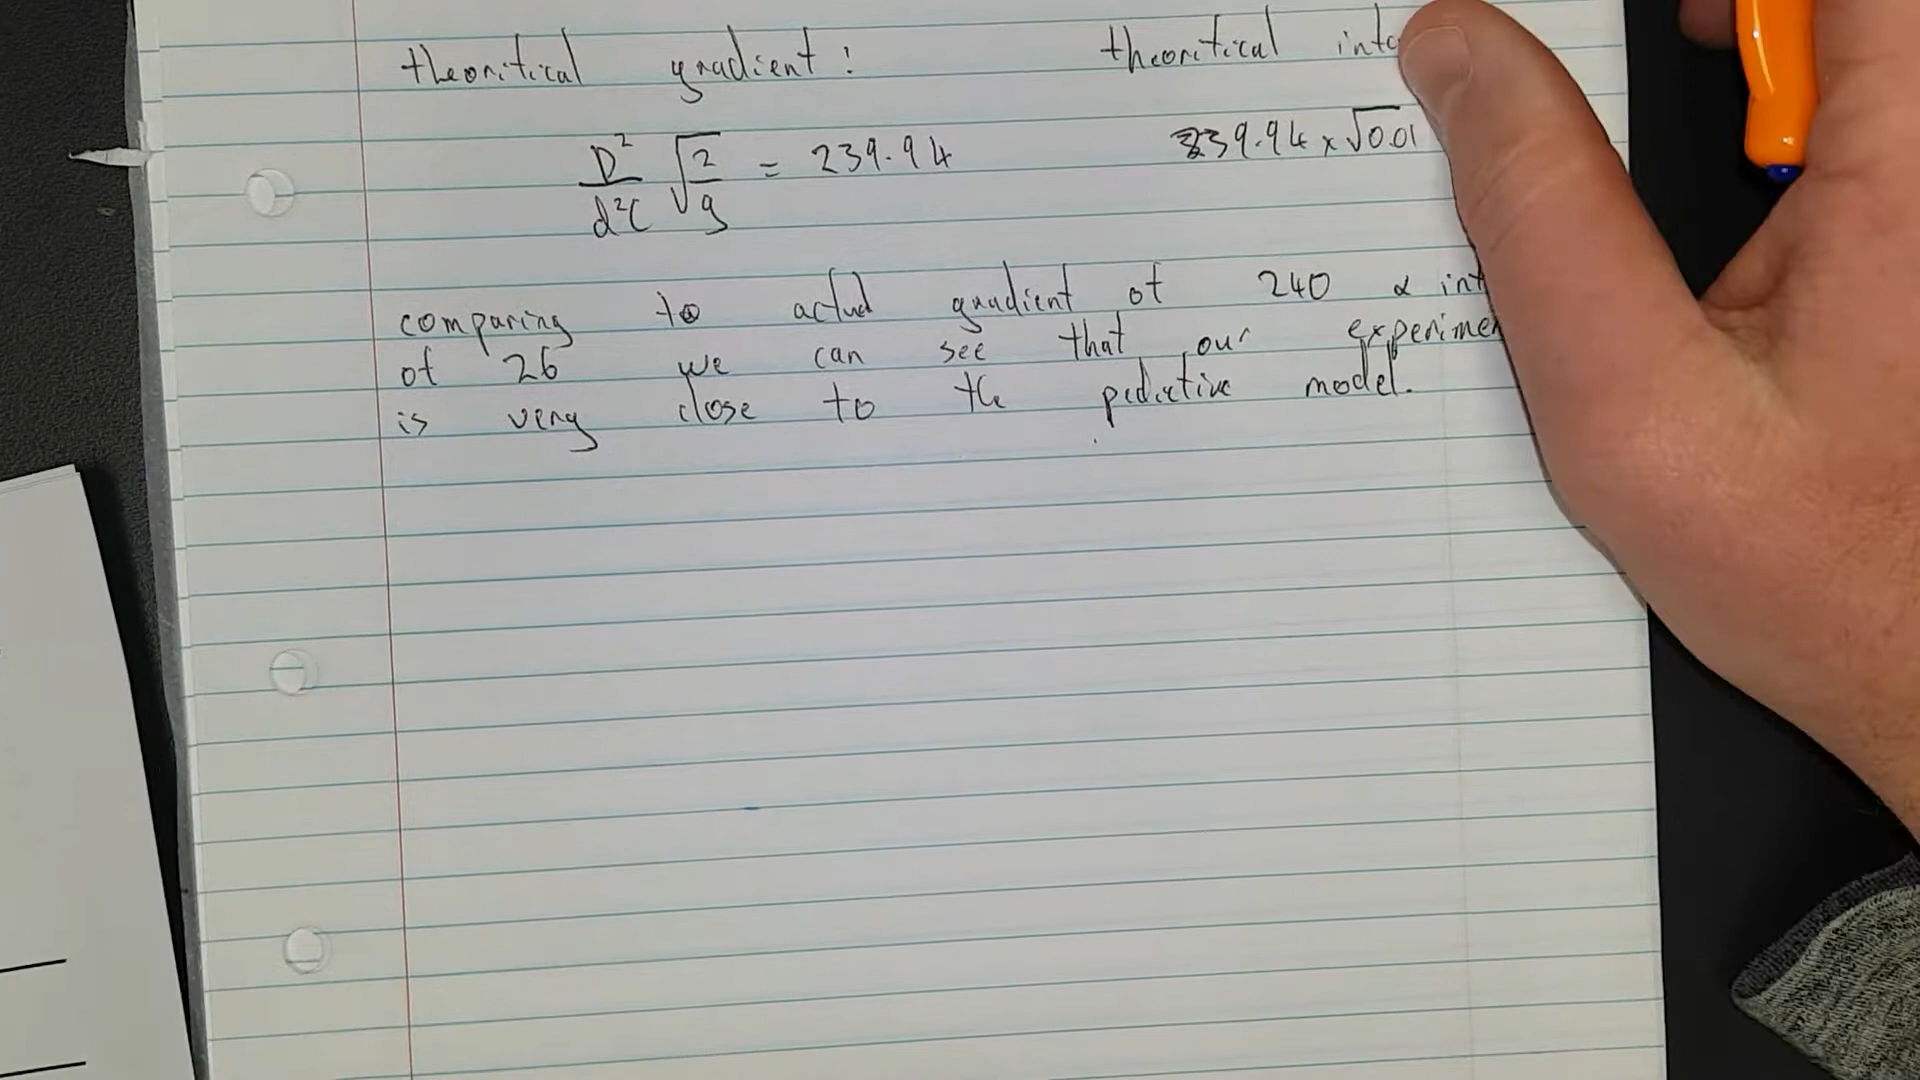 theoritical gradient: theoritical
D²/d²C √2/g = 239.94 239.94 × √0.01
comparing to actual gradient of 240 & int
of 26 we can see that our experimen
is very close to the pedictive model.